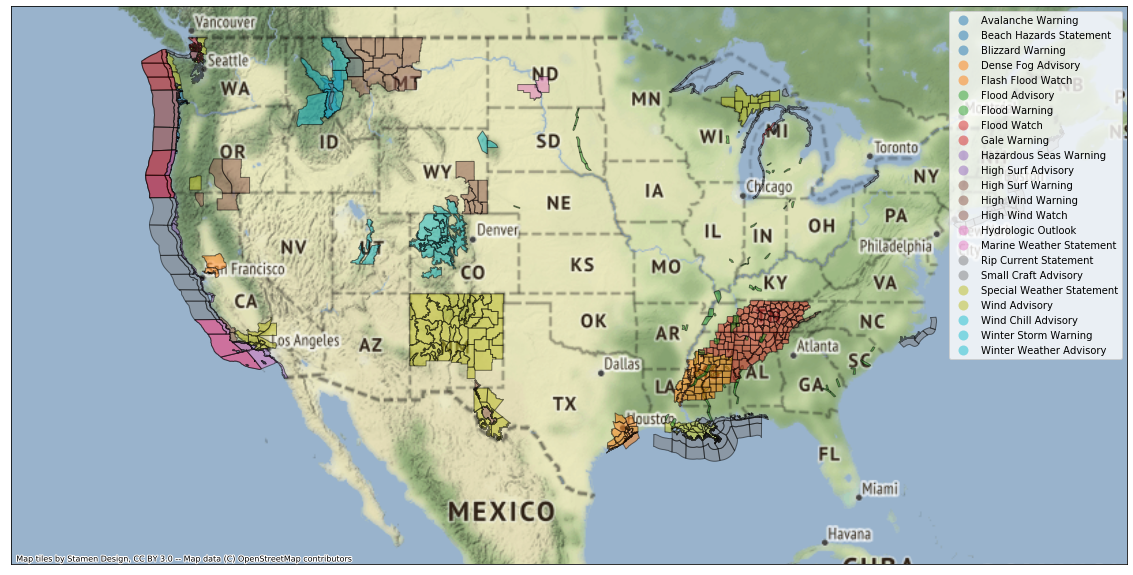 Vancouver
Seattle
WA
MT
ND
MN
OR
ID
SD
WI
MI
Toronto
WY
NY
Chicago
IA
NE
PA
Denver
IL
IN
OH
Philadelphia
NV
UT
CO
KS
MO
VA
n Francisco
KY
CA
OK
AR
NC
Los Angeles
AZ
Atlanta
SC
Dallas
LA
AL
GA
TX
Houston
FL
Miami
MEXICO
Havana
CUBA
Avalanche Warning
Beach Hazards Statement
Blizzard Warning
Dense Fog Advisory
Flash Flood Watch
Flood Advisory
Flood Warning
Flood Watch
Gale Warning
Hazardous Seas Warning
High Surf Advisory
High Surf Warning
High Wind Warning
High Wind Watch
Hydrologic Outlook
Marine Weather Statement
Rip Current Statement
Small Craft Advisory
Special Weather Statement
Wind Advisory
Wind Chill Advisory
Winter Storm Warning
Winter Weather Advisory
Map tiles by Stamen Design, CC BY 3.0 -- Map data (C) OpenStreetMap contributors